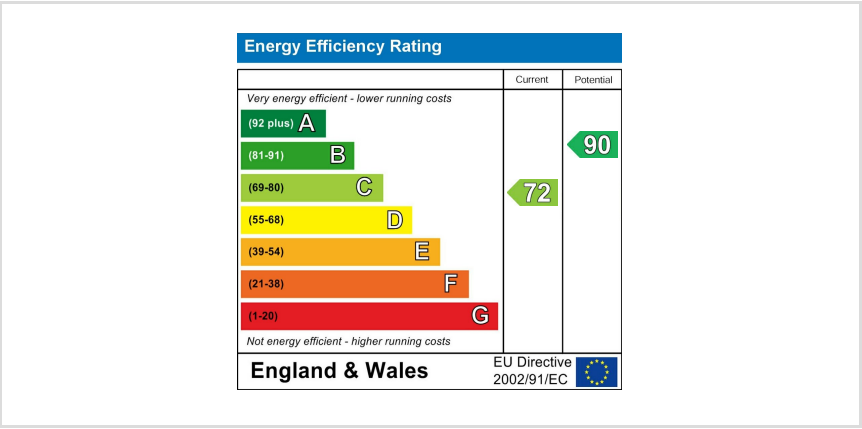 Energy Efficiency Rating
Current Potential
Very energy efficient - lower running costs
(92 plus) A
(81-91) B
90
(69-80) C
72
(55-68) D
(39-54) E
(21-38) F
(1-20) G
Not energy efficient - higher running costs
England & Wales
EU Directive
2002/91/EC